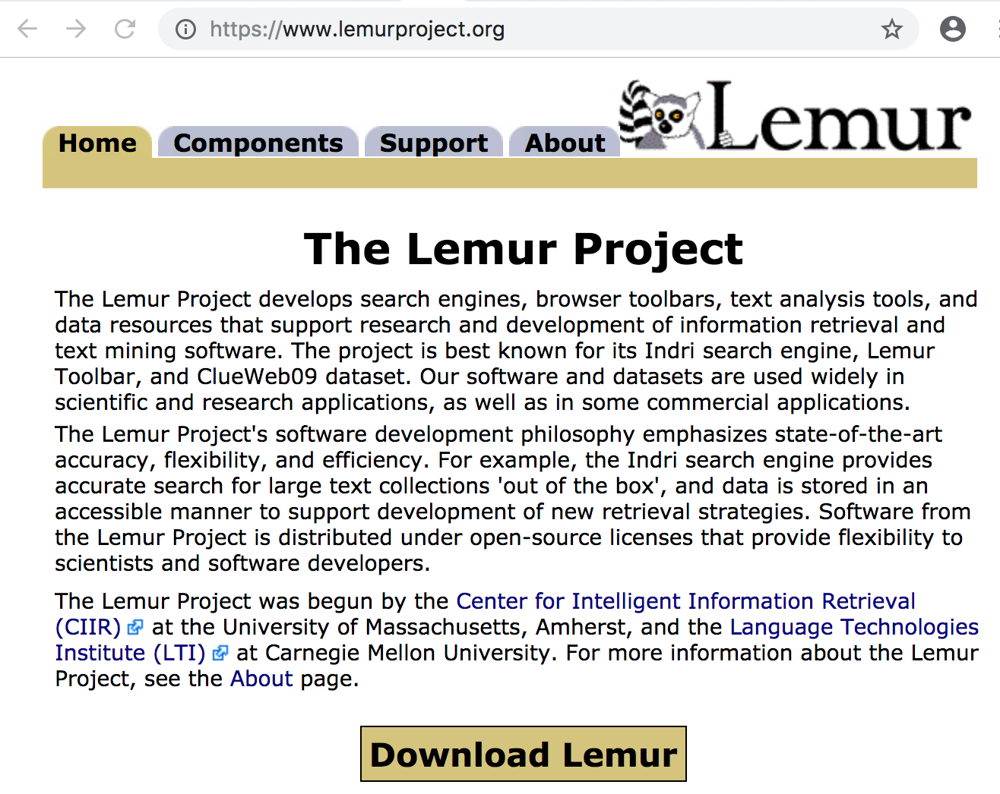 https://www.lemurproject.org
Lemur
Home Components Support About
The Lemur Project
The Lemur Project develops search engines, browser toolbars, text analysis tools, and
data resources that support research and development of information retrieval and
text mining software. The project is best known for its Indri search engine, Lemur
Toolbar, and ClueWeb09 dataset. Our software and datasets are used widely in
scientific and research applications, as well as in some commercial applications.
The Lemur Project's software development philosophy emphasizes state-of-the-art
accuracy, flexibility, and efficiency. For example, the Indri search engine provides
accurate search for large text collections 'out of the box', and data is stored in an
accessible manner to support development of new retrieval strategies. Software from
the Lemur Project is distributed under open-source licenses that provide flexibility to
scientists and software developers.
The Lemur Project was begun by the Center for Intelligent Information Retrieval
(CIIR) at the University of Massachusetts, Amherst, and the Language Technologies
Institute (LTI) at Carnegie Mellon University. For more information about the Lemur
Project, see the About page.
Download Lemur